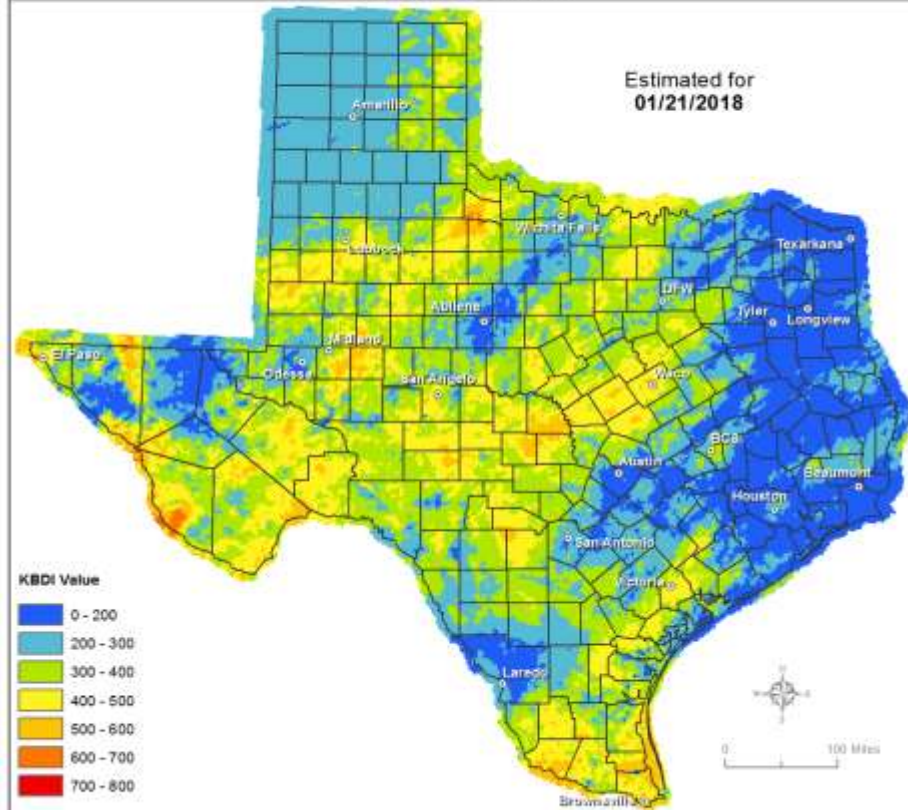 Estimated for
01/21/2018
Amarillo
Wichita Falls
Lubbock
Texarkana
DFW
Abilene
Tyler
Longview
Midland
El Paso
Odessa
San Angelo
Waco
BCS
Austin
Beaumont
Houston
San Antonio
KBDI Value
Victoria
0 - 200
200 - 300
300 - 400
Laredo
400 - 500
500 - 600
600 - 700
0 100 Miles
700 - 800
Brownsville